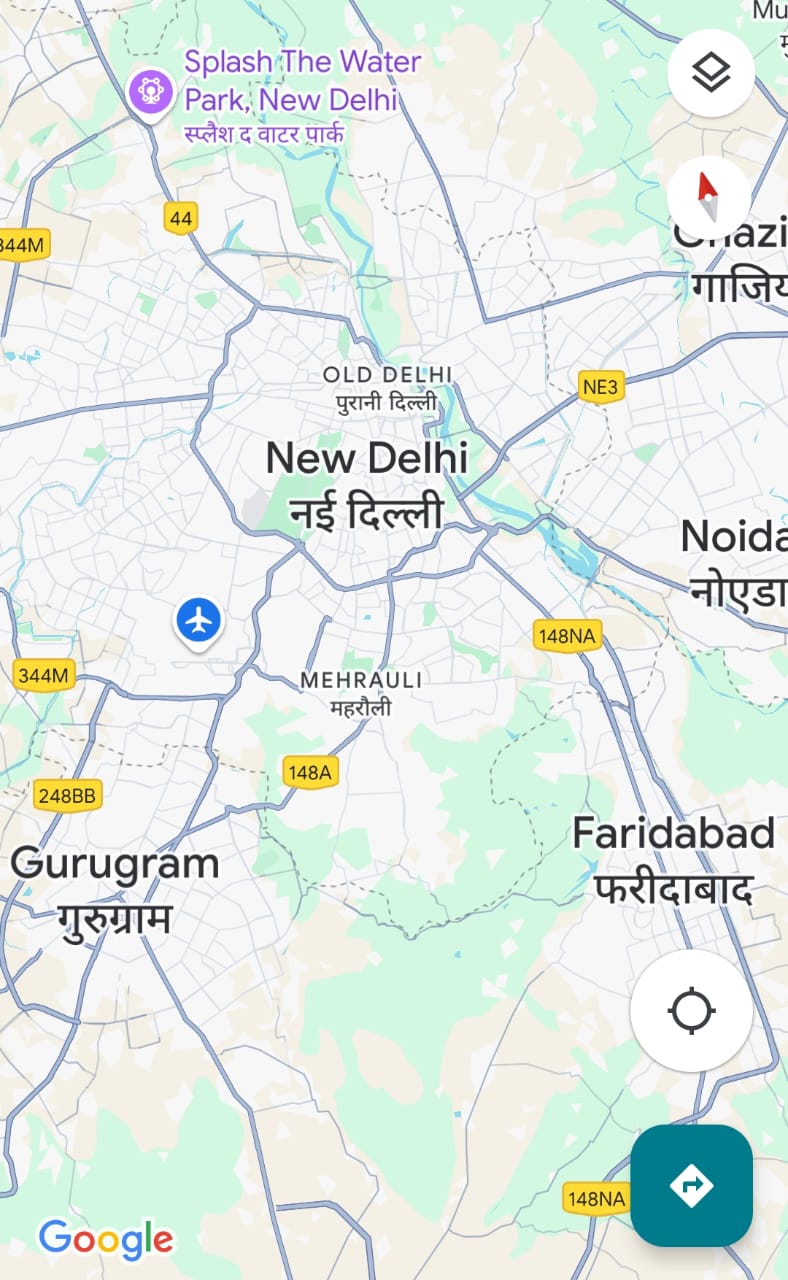 Mu
Splash The Water
Park, New Delhi
स्प्लैश द वाटर पार्क
44
344M
गाजिय
OLD DELHI
पुरानी दिल्ली
NE3
New Delhi
नई दिल्ली
Noida
नोएडा
148NA
344M
MEHRAULI
महरौली
148A
248BB
Faridabad
फरीदाबाद
Gurugram
गुरुग्राम
148NA
Google